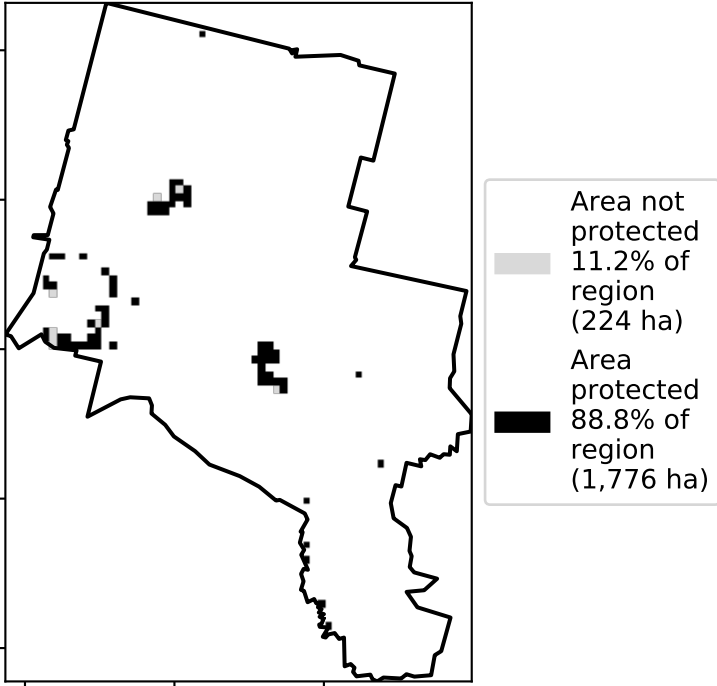 Area not
protected
11.2% of
region
(224 ha)
Area
protected
88.8% of
region
(1,776 ha)